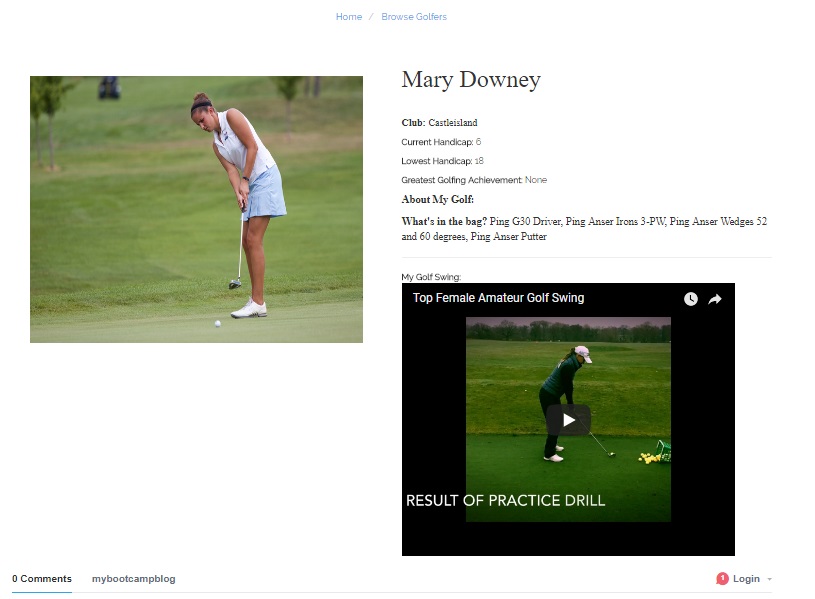 Home / Browse Golfers
Mary Downey
Club: Castleisland
Current Handicap: 6
Lowest Handicap: 18
Greatest Golfing Achievement: None
About My Golf:
What's in the bag? Ping G30 Driver, Ping Anser Irons 3-PW, Ping Anser Wedges 52
and 60 degrees, Ping Anser Putter
My Golf Swing:
Top Female Amateur Golf Swing
RESULT OF PRACTICE DRILL
0 Comments mybootcampblog 1 Login